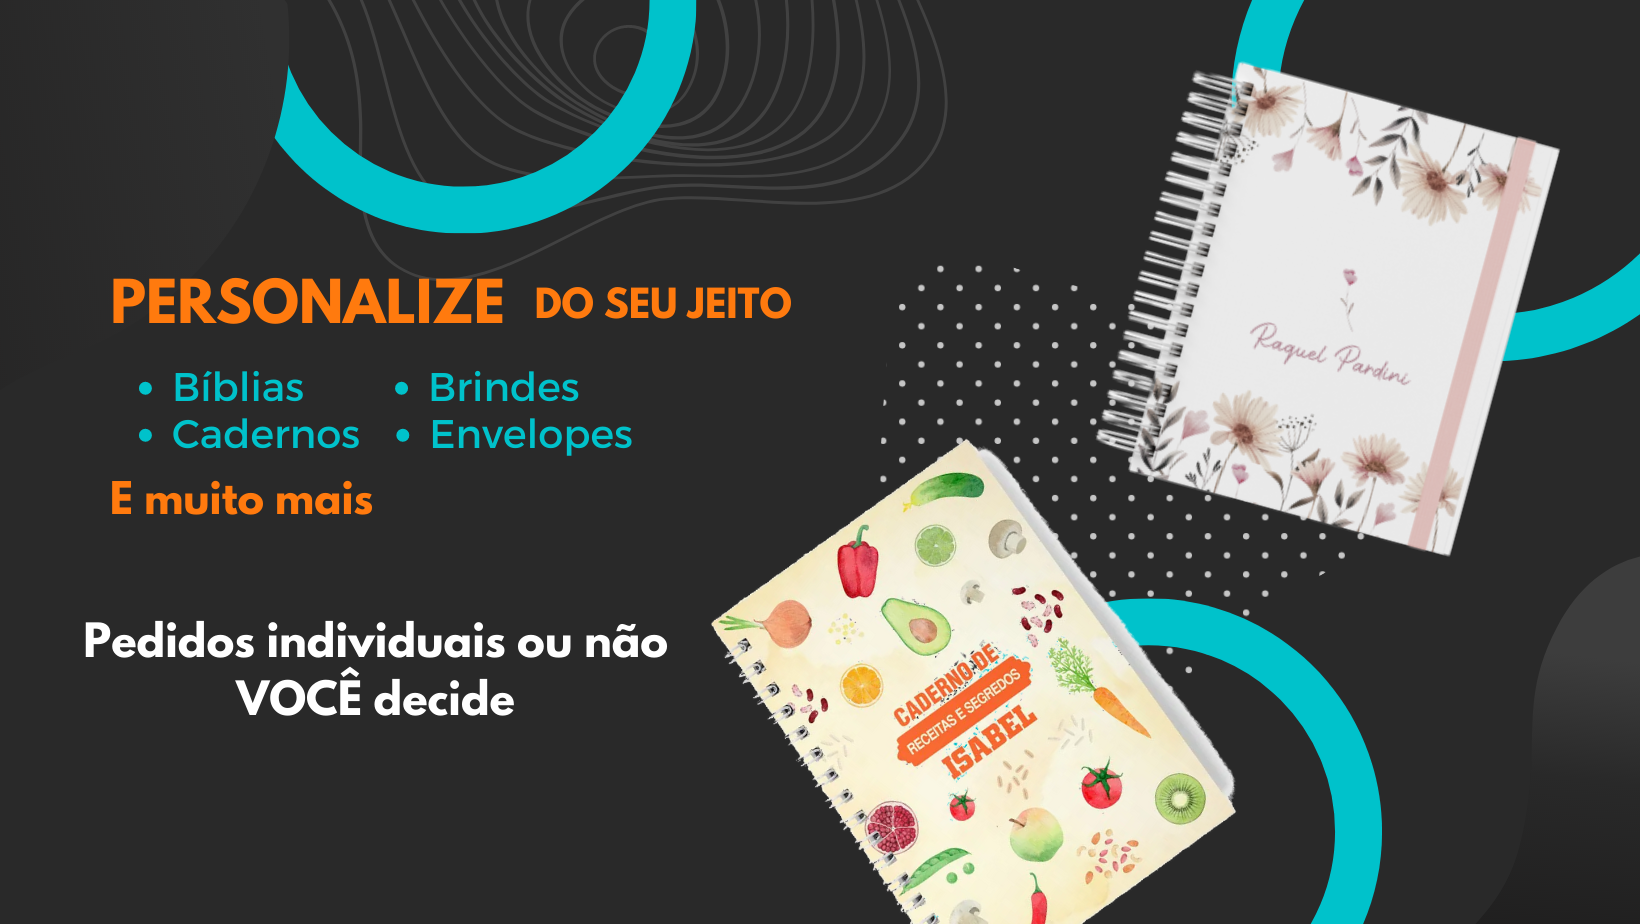 PERSONALIZE DO SEU JEITO
• Bíblias
• Cadernos
• Brindes
• Envelopes
E muito mais
Pedidos individuais ou não
VOCÊ decide
Raquel Pardini
CADERNO DE
RECEITAS E SEGREDOS
ISABEL